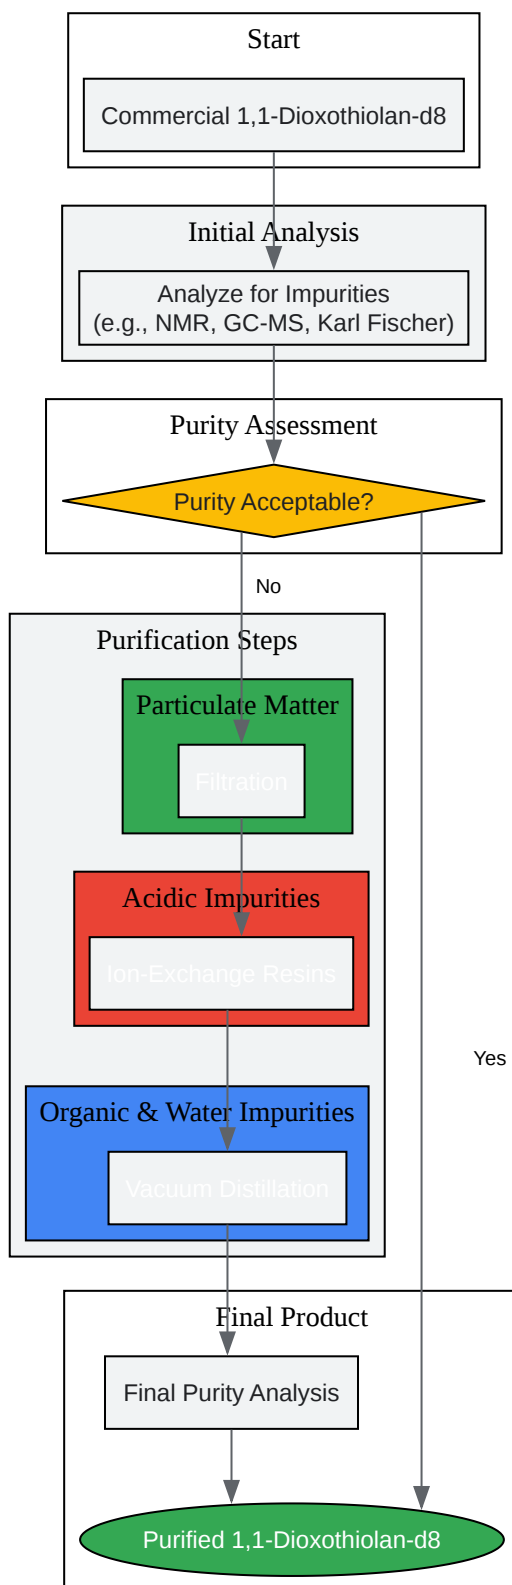 Start
Commercial 1,1-Dioxothiolan-d8
Initial Analysis
Analyze for Impurities
(e.g., NMR, GC-MS, Karl Fischer)
Purity Assessment
Purity Acceptable?
No
Purification Steps
Particulate Matter
Filtration
Acidic Impurities
Ion-Exchange Resins
Yes
Organic & Water Impurities
Vacuum Distillation
Final Product
Final Purity Analysis
Purified 1,1-Dioxothiolan-d8